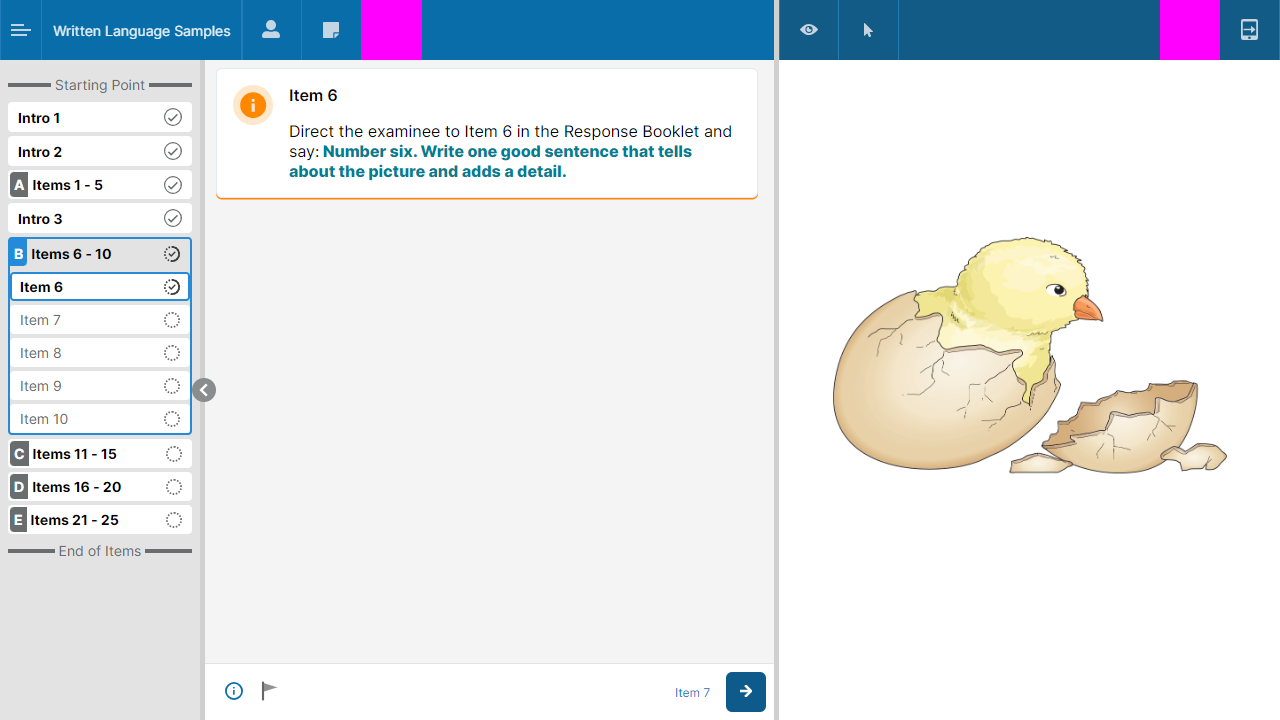 Written Language Samples
Starting Point
Intro 1
Intro 2
A Items 1 - 5
Intro 3
B Items 6 - 10
Item 6
Item 7
Item 8
Item 9
Item 10
C Items 11 - 15
D Items 16 - 20
E Items 21 - 25
End of Items
Item 6
Direct the examinee to Item 6 in the Response Booklet and
say: Number six. Write one good sentence that tells
about the picture and adds a detail.
Item 7